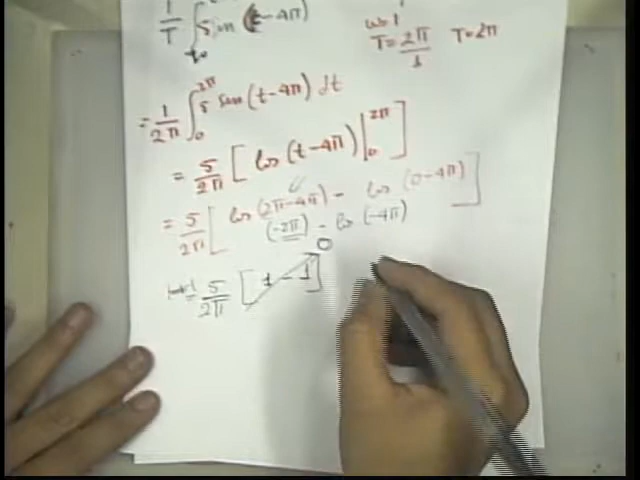 1/T ∫ 5 sin (t-4π)
ω=1
T=2π/1 T=2π
= 1/2π ∫₀^2π 5 sin (t-4π) dt
= 5/2π [ cos (t-4π) |₀^2π ]
= 5/2π [ cos (2π-4π) - cos (0-4π) ]
(-2π) - cos (-4π)
= 5/2π [ 1 - 1 ] 0